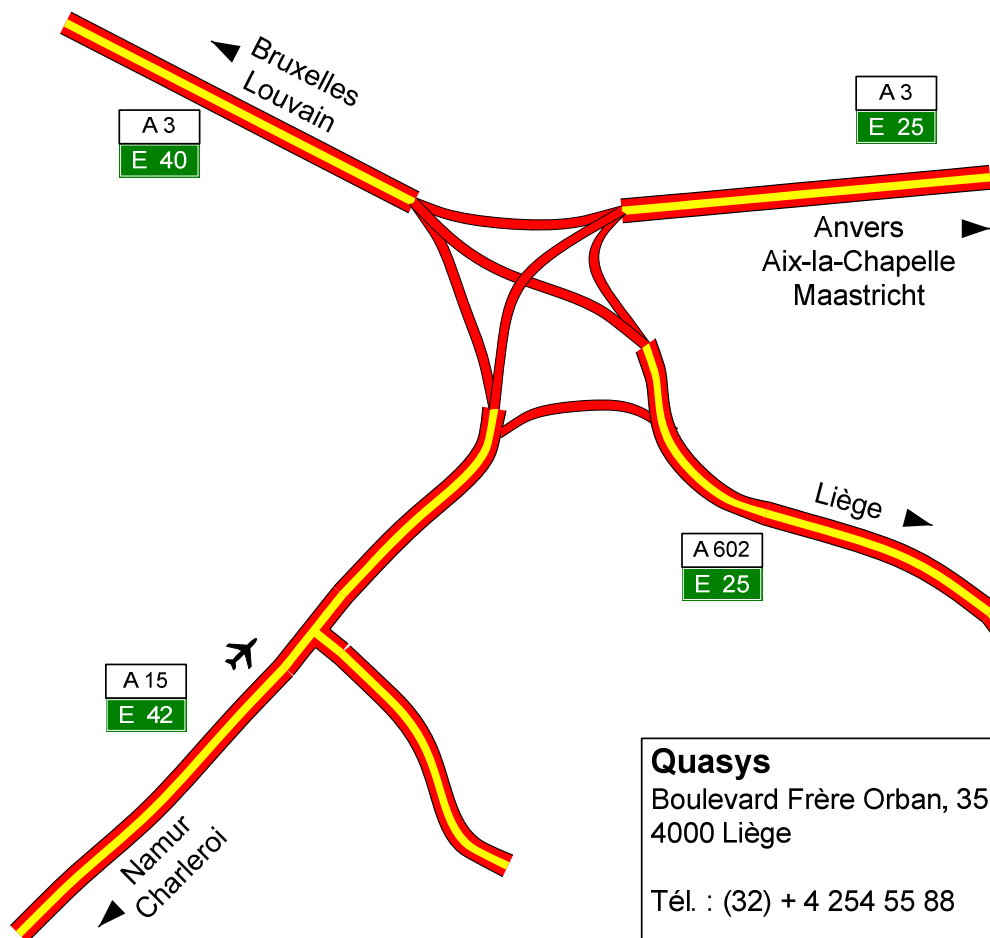 Bruxelles
Louvain
A 3
E 25
A 3
E 40
Anvers
Aix-la-Chapelle
Maastricht
Liège
A 602
E 25
A 15
E 42
Namur
Charleroi
Quasys
Boulevard Frère Orban, 35
4000 Liège
Tél. : (32) + 4 254 55 88